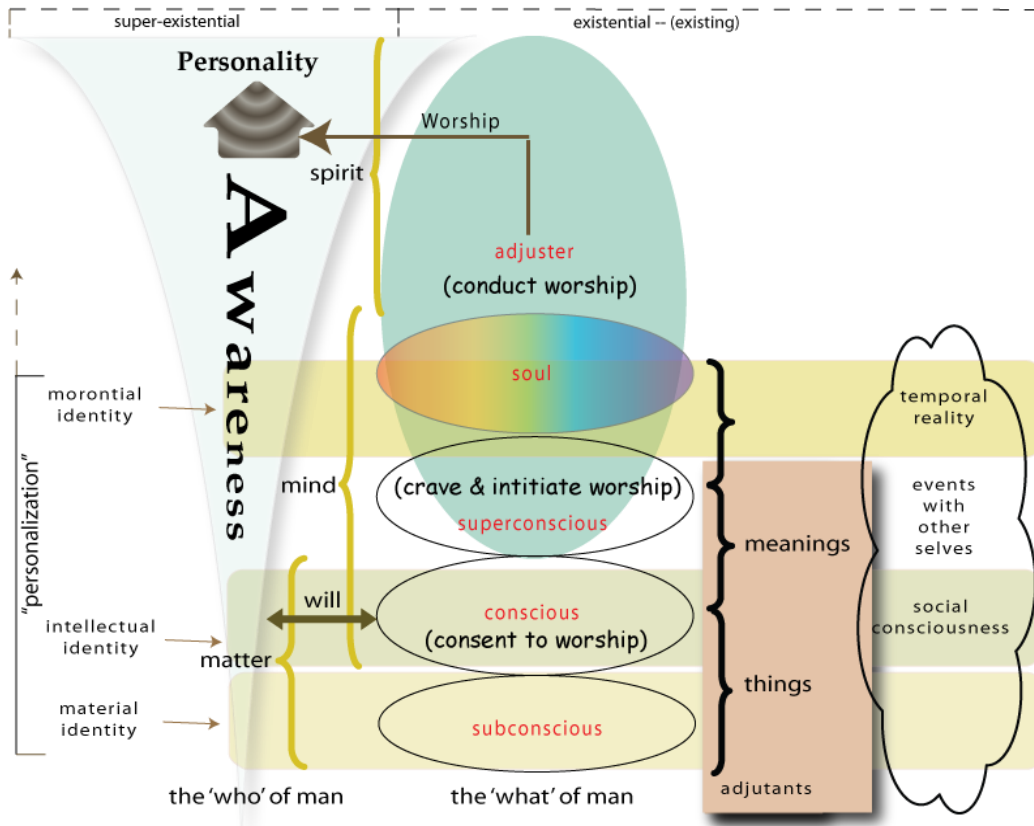 super-existential
existential -- (existing)
Personality
Worship
spirit
Awareness
adjuster
(conduct worship)
soul
morontial
identity
temporal
reality
mind
(crave & intitiate worship)
superconscious
events
with
other
selves
meanings
"personalization"
will
conscious
(consent to worship)
social
consciousness
intellectual
identity
matter
things
material
identity
subconscious
adjutants
the 'who' of man
the 'what' of man